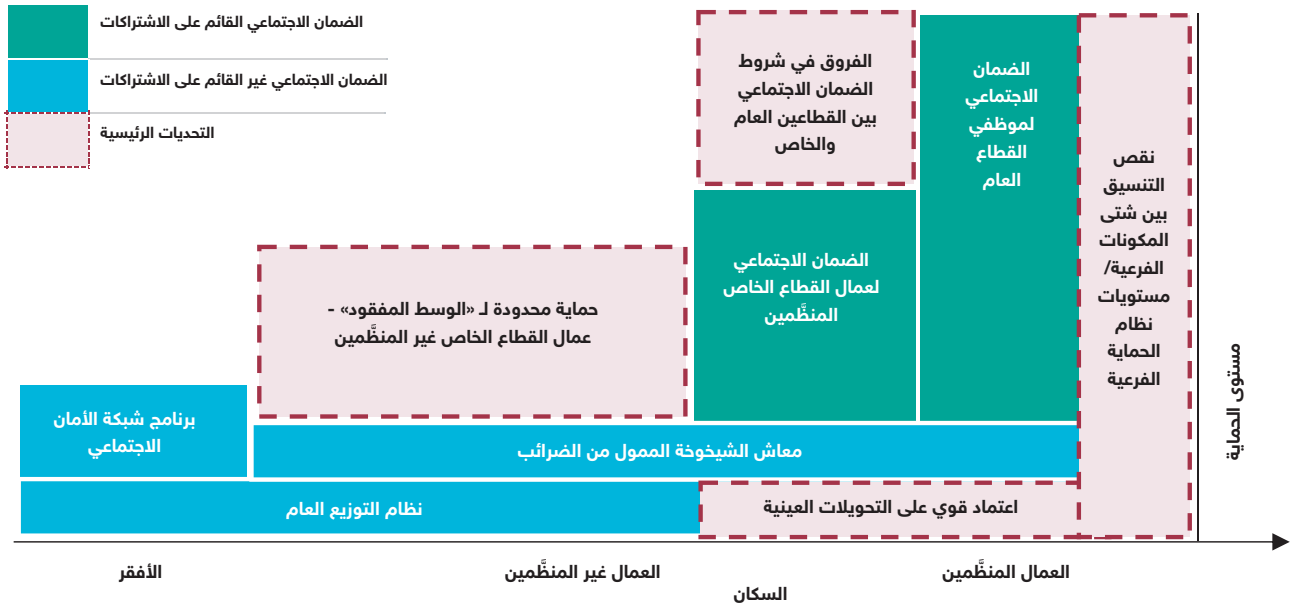 الضمان الاجتماعي القائم على الاشتراكات
الضمان الاجتماعي غير القائم على الاشتراكات
التحديات الرئيسية
الفروق في شروط
الضمان الاجتماعي
بين القطاعين العام
والخاص
الضمان
الاجتماعي
لموظفي
القطاع
العام
نقص
التنسيق
بين شتى
المكونات
الفرعية/
مستويات
نظام
الحماية
الفرعية
مستوى الحماية
الضمان الاجتماعي
لعمال القطاع الخاص
المنظَّمين
حماية محدودة لـ «الوسط المفقود» -
عمال القطاع الخاص غير المنظَّمين
برنامج شبكة الأمان
الاجتماعي
معاش الشيخوخة الممول من الضرائب
نظام التوزيع العام
اعتماد قوي على التحويلات العينية
العمال المنظَّمين
العمال غير المنظَّمين
الأفقر
السكان